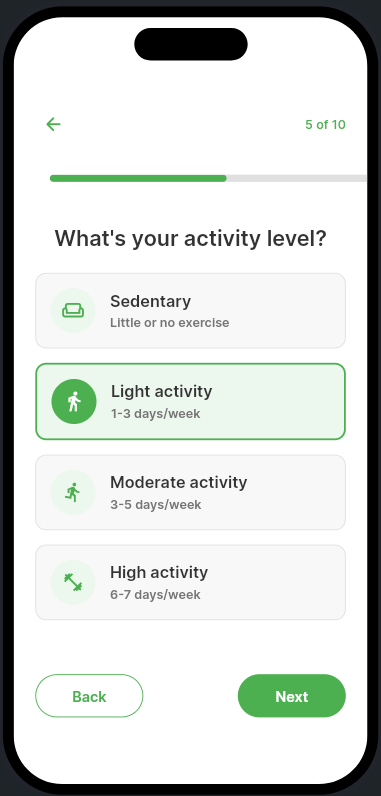 5 of 10
What's your activity level?
Sedentary
Little or no exercise
Light activity
1-3 days/week
Moderate activity
3-5 days/week
High activity
6-7 days/week
Back
Next